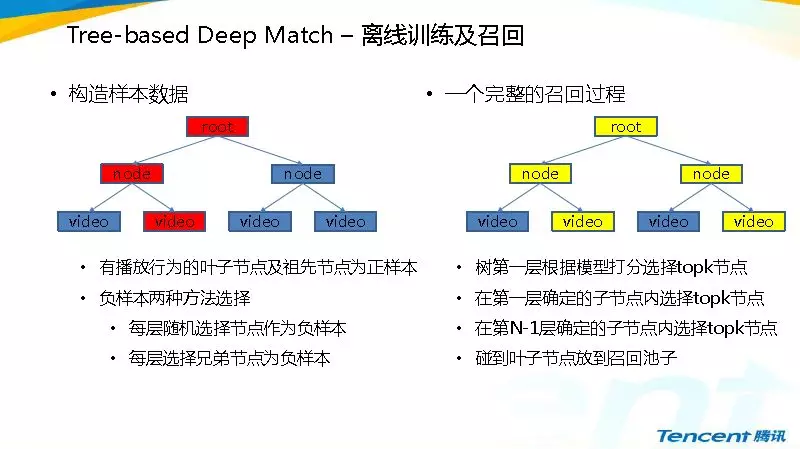 Tree-based Deep Match – 离线训练及召回
• 构造样本数据
root
node
node
video
video
video
video
• 有播放行为的叶子节点及祖先节点为正样本
• 负样本两种方法选择
• 每层随机选择节点作为负样本
• 每层选择兄弟节点为负样本
• 一个完整的召回过程
root
node
node
video
video
video
video
• 树第一层根据模型打分选择topk节点
• 在第一层确定的子节点内选择topk节点
• 在第N-1层确定的子节点内选择topk节点
• 碰到叶子节点放到召回池子
Tencent 腾讯